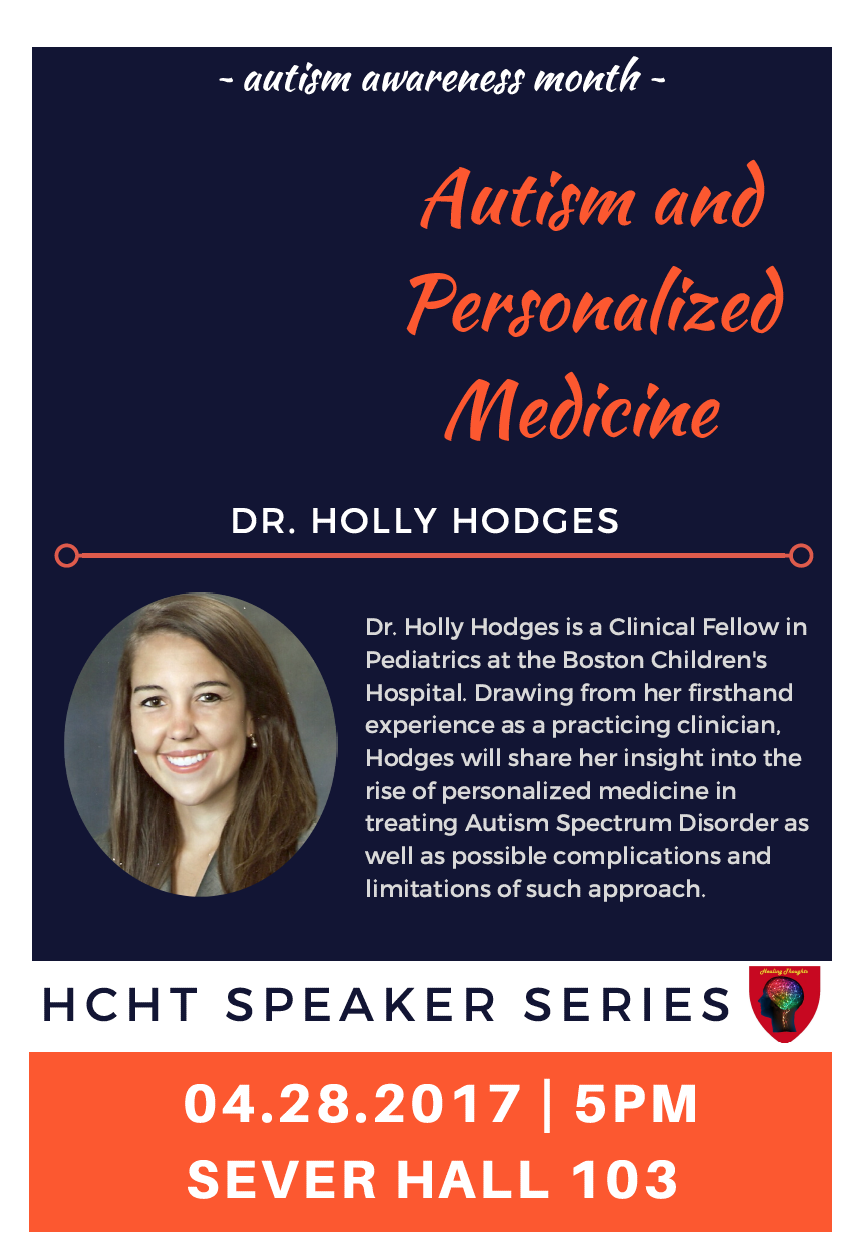 ~ autism awareness month ~
Autism and
Personalized
Medicine
DR. HOLLY HODGES
Dr. Holly Hodges is a Clinical Fellow in
Pediatrics at the Boston Children's
Hospital. Drawing from her firsthand
experience as a practicing clinician,
Hodges will share her insight into the
rise of personalized medicine in
treating Autism Spectrum Disorder as
well as possible complications and
limitations of such approach.
HCHT SPEAKER SERIES
Healing Thoughts
04.28.2017 | 5PM
SEVER HALL 103